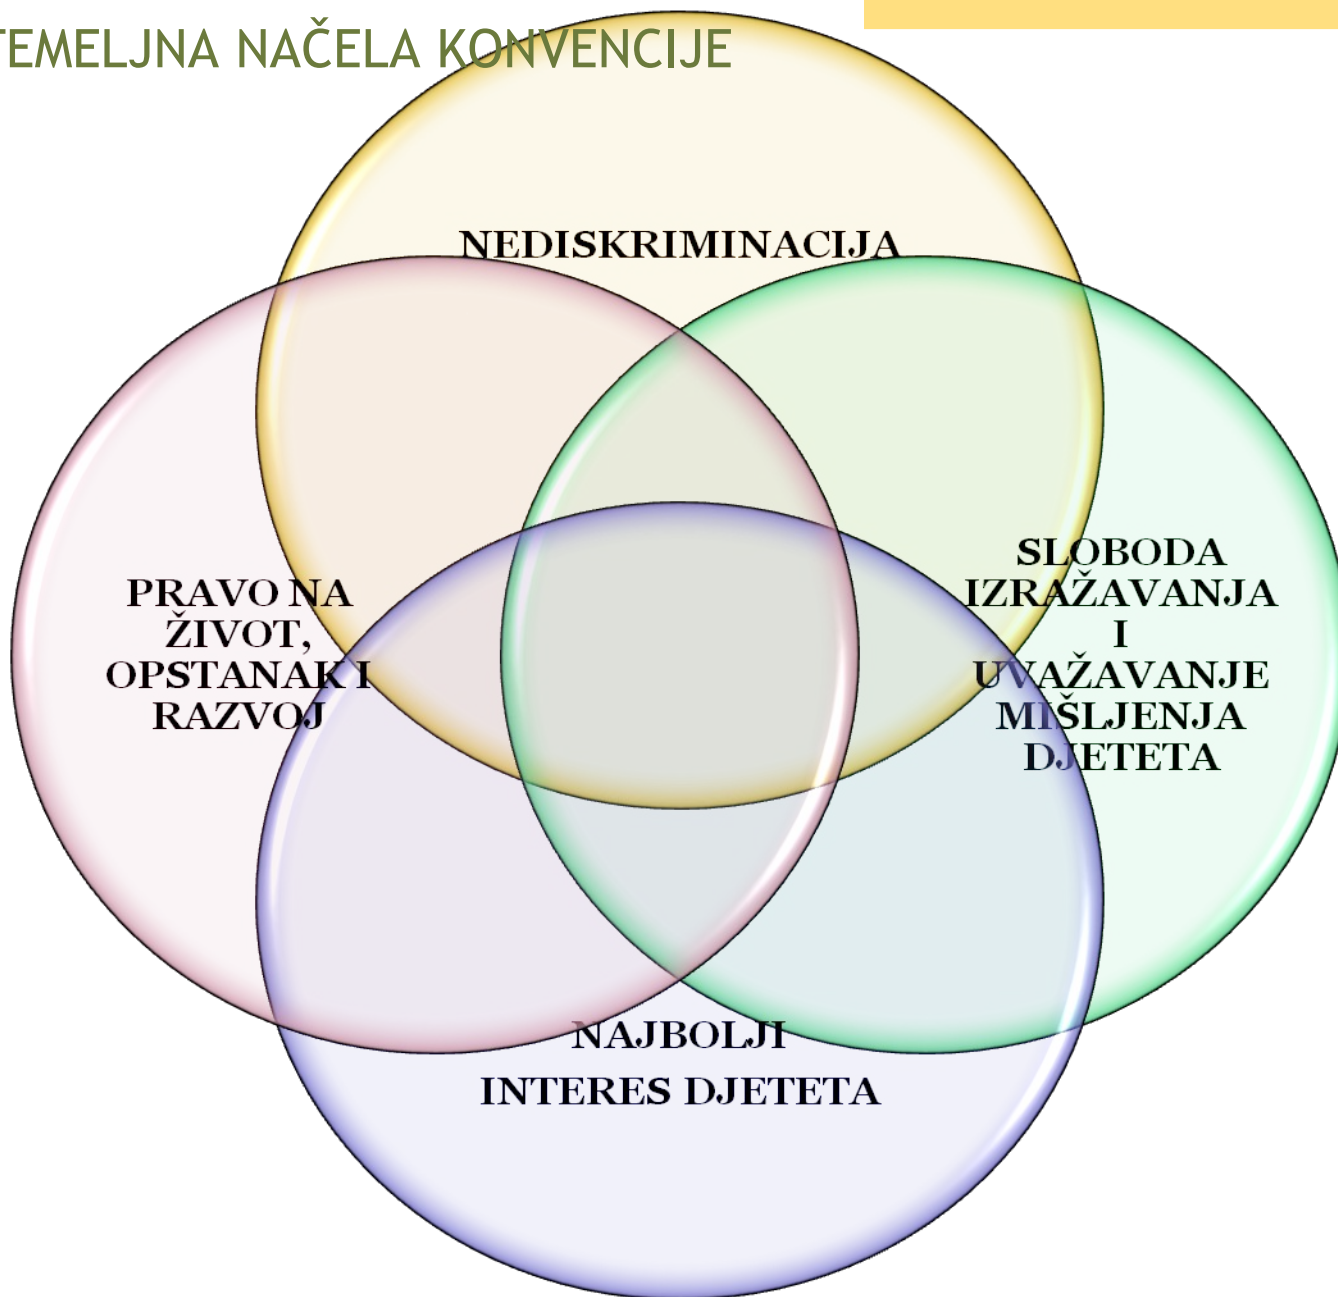 TEMELJNA NAČELA KONVENCIJE
NEDISKRIMINACIJA
PRAVO NA
ŽIVOT,
OPSTANAK I
RAZVOJ
SLOBODA
IZRAŽAVANJA
I
UVAŽAVANJE
MIŠLJENJA
DJETETA
NAJBOLJI
INTERES DJETETA